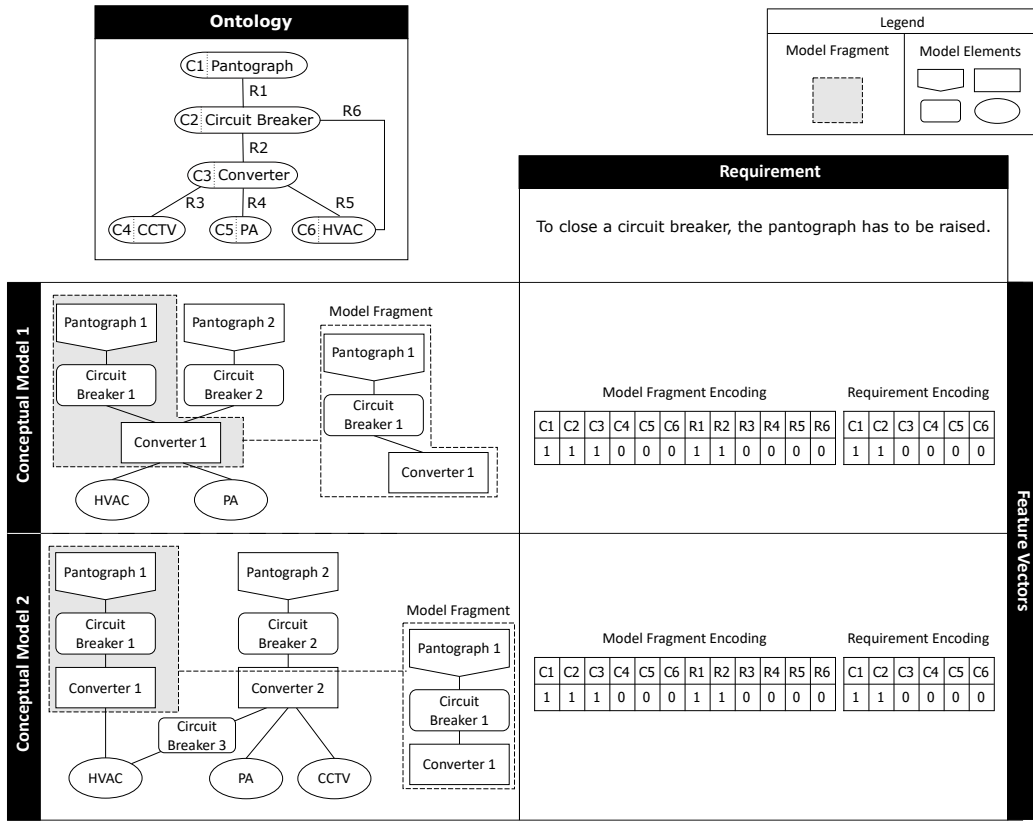 Ontology
C1 Pantograph
R1
C2 Circuit Breaker
R6
R2
C3 Converter
R3
R4
R5
C4 CCTV
C5 PA
C6 HVAC
Legend
Model Fragment
Model Elements
Requirement
To close a circuit breaker, the pantograph has to be raised.
Conceptual Model 1
Pantograph 1
Pantograph 2
Circuit
Breaker 1
Circuit
Breaker 2
Converter 1
HVAC
PA
Model Fragment
Pantograph 1
Circuit
Breaker 1
Converter 1
Model Fragment Encoding
C1 C2 C3 C4 C5 C6 R1 R2 R3 R4 R5 R6
1 1 1 0 0 0 1 1 0 0 0 0
Requirement Encoding
C1 C2 C3 C4 C5 C6
1 1 0 0 0 0
Feature Vectors
Conceptual Model 2
Pantograph 1
Pantograph 2
Circuit
Breaker 1
Circuit
Breaker 2
Converter 1
Converter 2
Circuit
Breaker 3
HVAC
PA
CCTV
Model Fragment
Pantograph 1
Circuit
Breaker 1
Converter 1
Model Fragment Encoding
C1 C2 C3 C4 C5 C6 R1 R2 R3 R4 R5 R6
1 1 1 0 0 0 1 1 0 0 0 0
Requirement Encoding
C1 C2 C3 C4 C5 C6
1 1 0 0 0 0